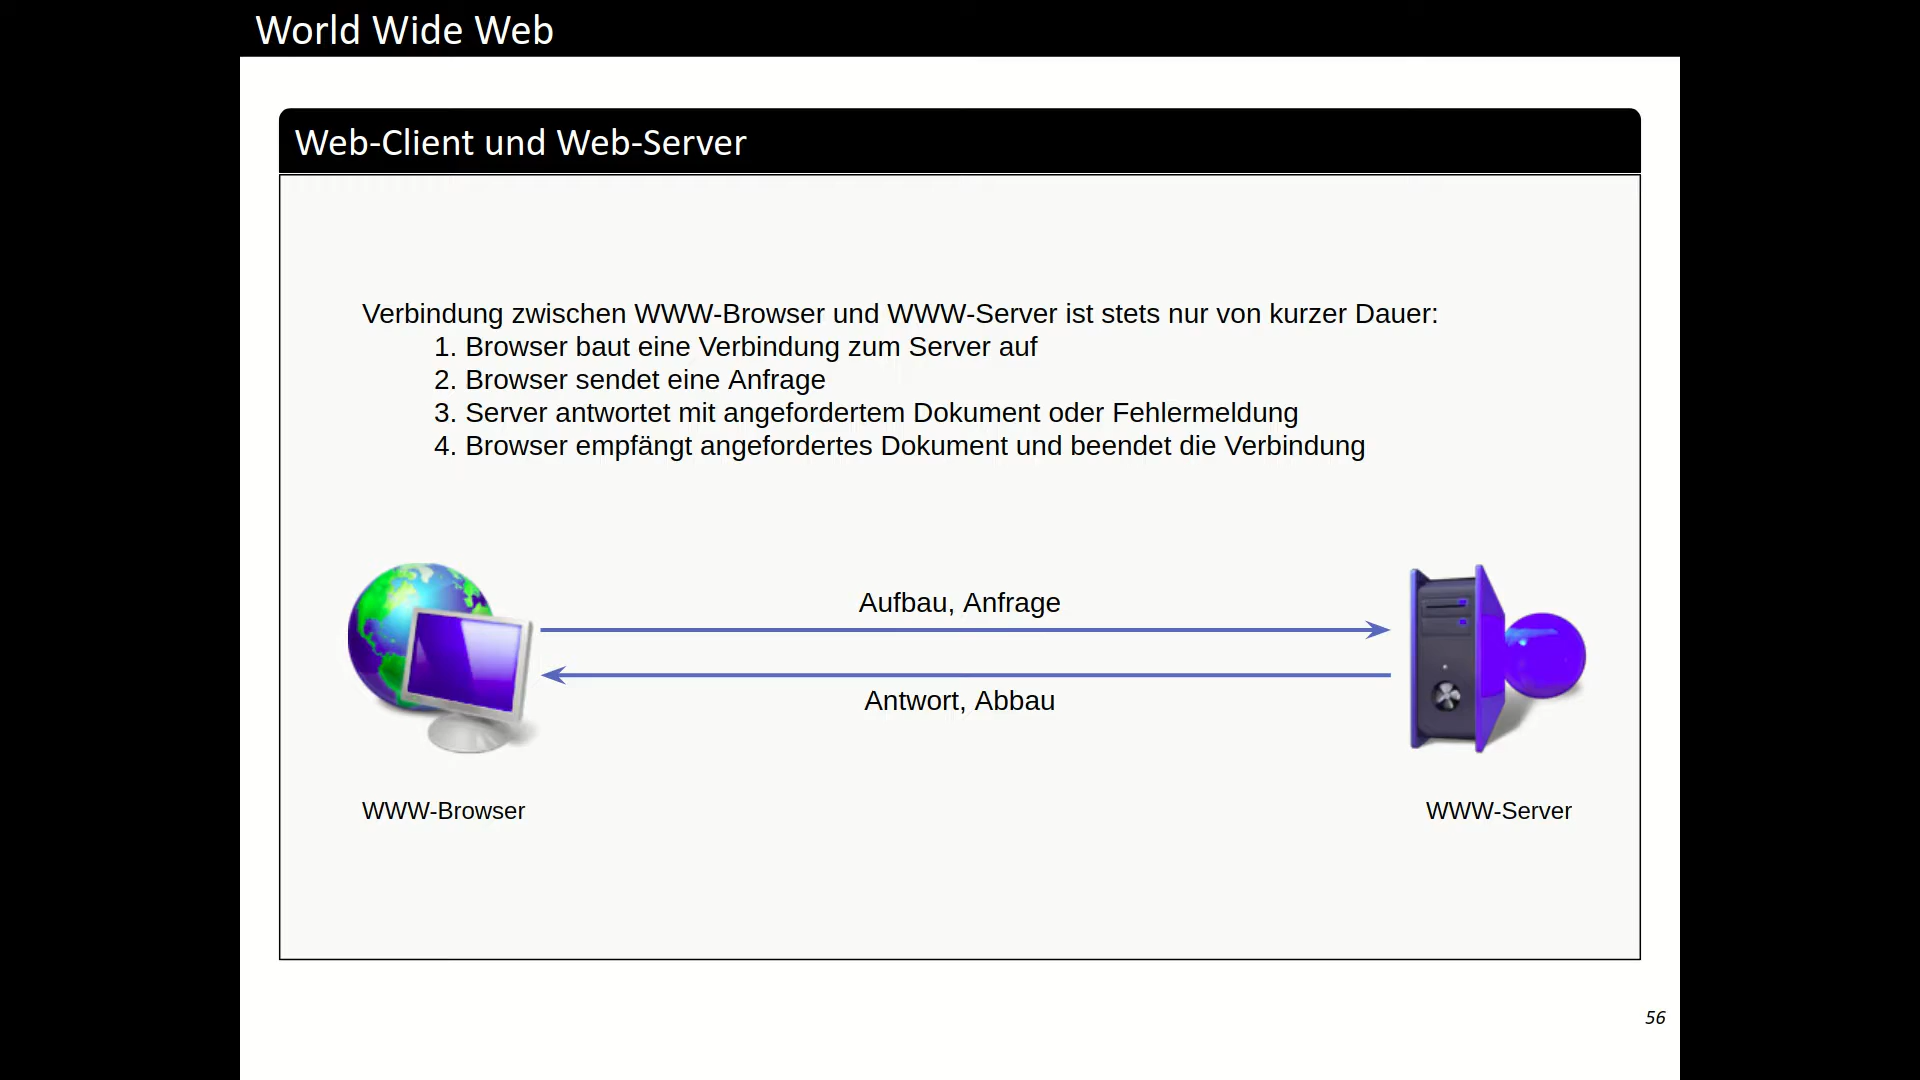 World Wide Web
Web-Client und Web-Server
Verbindung zwischen WWW-Browser und WWW-Server ist stets nur von kurzer Dauer:
1. Browser baut eine Verbindung zum Server auf
2. Browser sendet eine Anfrage
3. Server antwortet mit angefordertem Dokument oder Fehlermeldung
4. Browser empfängt angefordertes Dokument und beendet die Verbindung
Aufbau, Anfrage
Antwort, Abbau
WWW-Browser
WWW-Server
56